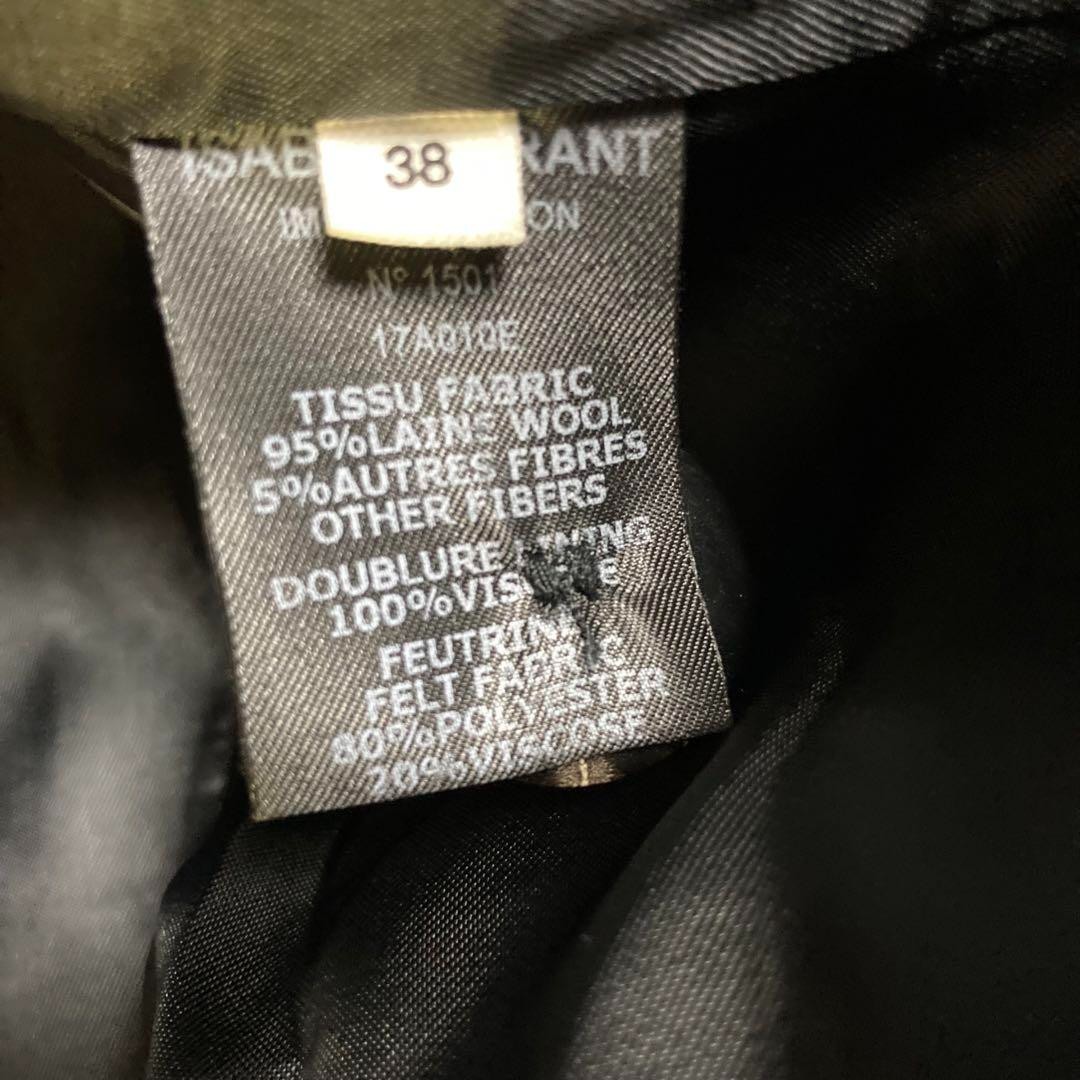 38
N° 1501
17A010E
TISSU FABRIC
95%LAINE WOOL
5%AUTRES FIBRES
OTHER FIBERS
DOUBLURE LINING
100%VISCOSE
FEUTRINE
FELT FABRIC
80%POLYESTER
20%VISCOSE